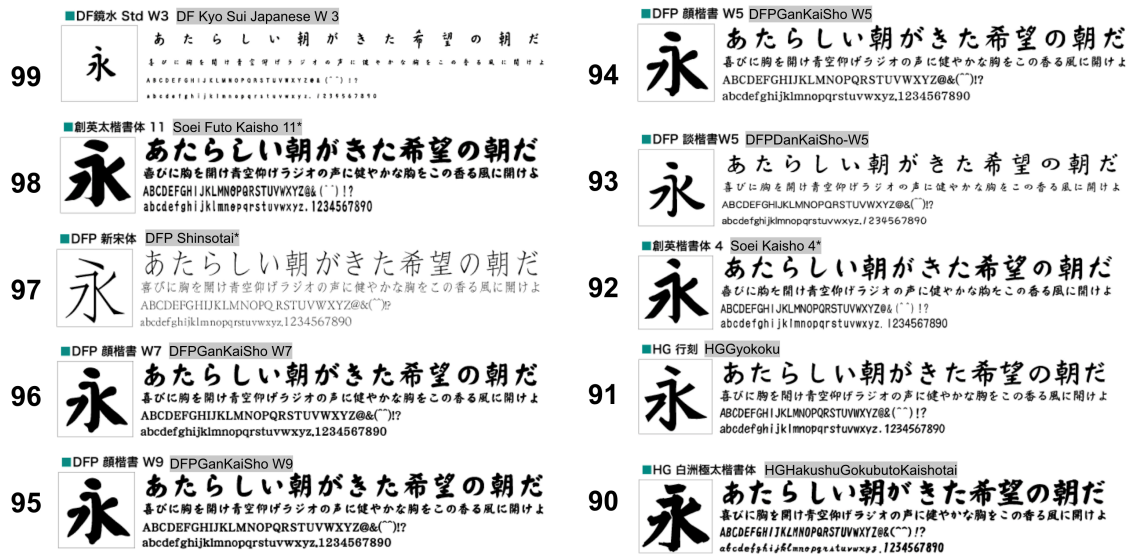 ■DF鏡水 Std W3 DF Kyo Sui Japanese W 3
99
永
あたらしい朝がきた希望の朝だ
喜びに胸を開け青空仰げラジオの声に健やかな胸をこの香る風に開けよ
ABCDEFGHIJKLMNOPQRSTUVWXYZ@&(^^)!?
abcdefghijklmnopqrstuvwxyz.1234567890
■創英太楷書体 11 Soei Futo Kaisho 11*
98
永
あたらしい朝がきた希望の朝だ
喜びに胸を開け青空仰げラジオの声に健やかな胸をこの香る風に開けよ
ABCDEFGHIJKLMNOPQRSTUVWXYZ@&(^^)!?
abcdefghijklmnopqrstuvwxyz.1234567890
■DFP 新宋体 DFP Shinsotai*
97
永
あたらしい朝がきた希望の朝だ
喜びに胸を開け青空仰げラジオの声に健やかな胸をこの香る風に開けよ
ABCDEFGHIJKLMNOPQRSTUVWXYZ@&(^^)!?
abcdefghijklmnopqrstuvwxyz.1234567890
■DFP 顔楷書 W7 DFPGanKaiSho W7
96
永
あたらしい朝がきた希望の朝だ
喜びに胸を開け青空仰げラジオの声に健やかな胸をこの香る風に開けよ
ABCDEFGHIJKLMNOPQRSTUVWXYZ@&(^^)!?
abcdefghijklmnopqrstuvwxyz.1234567890
■DFP 顔楷書 W9 DFPGanKaiSho W9
95
永
あたらしい朝がきた希望の朝だ
喜びに胸を開け青空仰げラジオの声に健やかな胸をこの香る風に開けよ
ABCDEFGHIJKLMNOPQRSTUVWXYZ@&(^^)!?
abcdefghijklmnopqrstuvwxyz.1234567890
■DFP 顔楷書 W5 DFPGanKaiSho W5
94
永
あたらしい朝がきた希望の朝だ
喜びに胸を開け青空仰げラジオの声に健やかな胸をこの香る風に開けよ
ABCDEFGHIJKLMNOPQRSTUVWXYZ@&(^^)!?
abcdefghijklmnopqrstuvwxyz.1234567890
■DFP 談楷書W5 DFPDanKaiSho-W5
93
永
あたらしい朝がきた希望の朝だ
喜びに胸を開け青空仰げラジオの声に健やかな胸をこの香る風に開けよ
ABCDEFGHIJKLMNOPQRSTUVWXYZ@&(^^)!?
abcdefghijklmnopqrstuvwxyz.1234567890
■創英楷書体 4 Soei Kaisho 4*
92
永
あたらしい朝がきた希望の朝だ
喜びに胸を開け青空仰げラジオの声に健やかな胸をこの香る風に開けよ
ABCDEFGHIJKLMNOPQRSTUVWXYZ@&(^^)!?
abcdefghijklmnopqrstuvwxyz.1234567890
■HG 行刻 HGGyokoku
91
永
あたらしい朝がきた希望の朝だ
喜びに胸を開け青空仰げラジオの声に健やかな胸をこの香る風に開けよ
ABCDEFGHIJKLMNOPQRSTUVWXYZ@&(^^)!?
abcdefghijklmnopqrstuvwxyz.1234567890
■HG 白洲極太楷書体 HGHakushuGokubutoKaishotai
90
永
あたらしい朝がきた希望の朝だ
喜びに胸を開け青空仰げラジオの声に健やかな胸をこの香る風に開けよ
ABCDEFGHIJKLMNOPQRSTUVWXYZ@&(^^)!?
abcdefghijklmnopqrstuvwxyz.1234567890